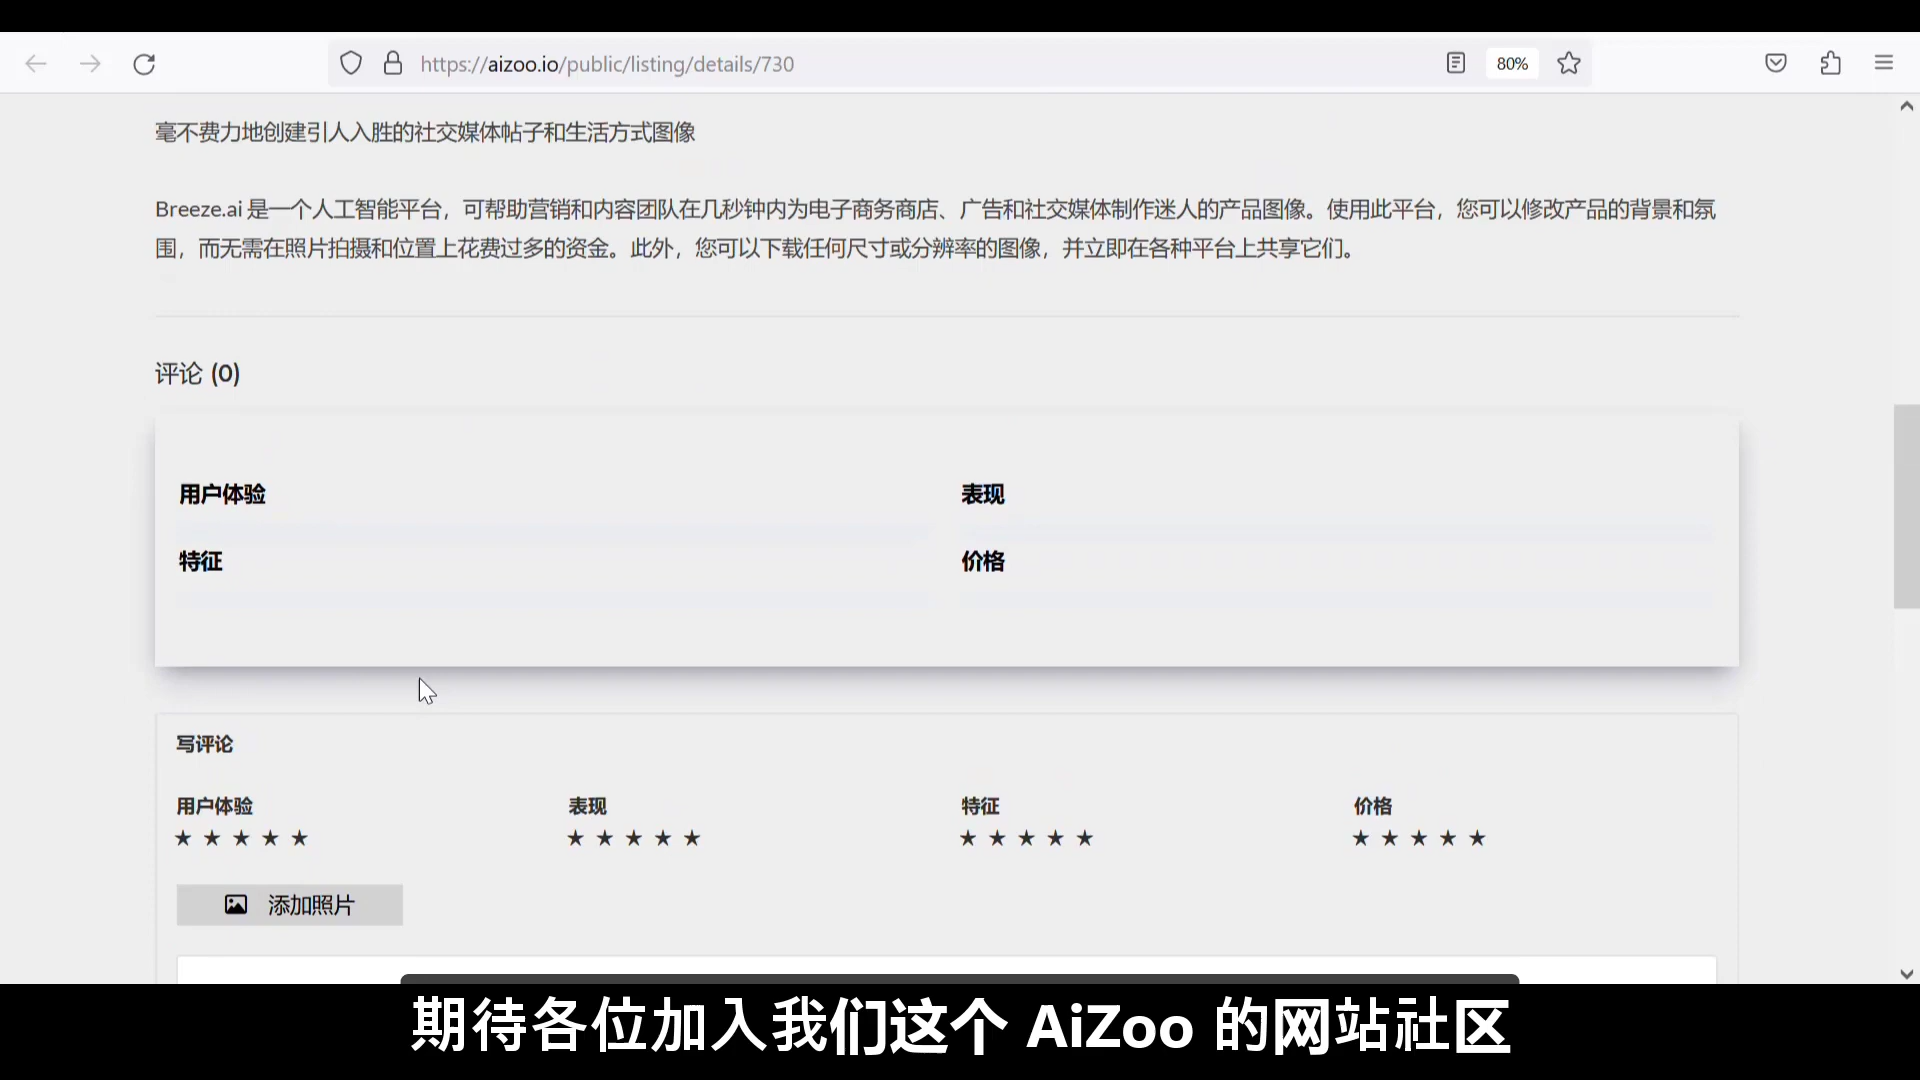 https://aizoo.io/public/listing/details/730
80%
毫不费力地创建引人入胜的社交媒体帖子和生活方式图像
Breeze.ai 是一个人工智能平台，可帮助营销和内容团队在几秒钟内为电子商务商店、广告和社交媒体制作迷人的产品图像。使用此平台，您可以修改产品的背景和氛
围，而无需在照片拍摄和位置上花费过多的资金。此外，您可以下载任何尺寸或分辨率的图像，并立即在各种平台上共享它们。
评论 (0)
用户体验 表现
特征 价格
写评论
用户体验 表现 特征 价格
★ ★ ★ ★ ★ ★ ★ ★ ★ ★ ★ ★ ★ ★ ★ ★ ★ ★ ★ ★
添加照片
期待各位加入我们这个 AiZoo 的网站社区